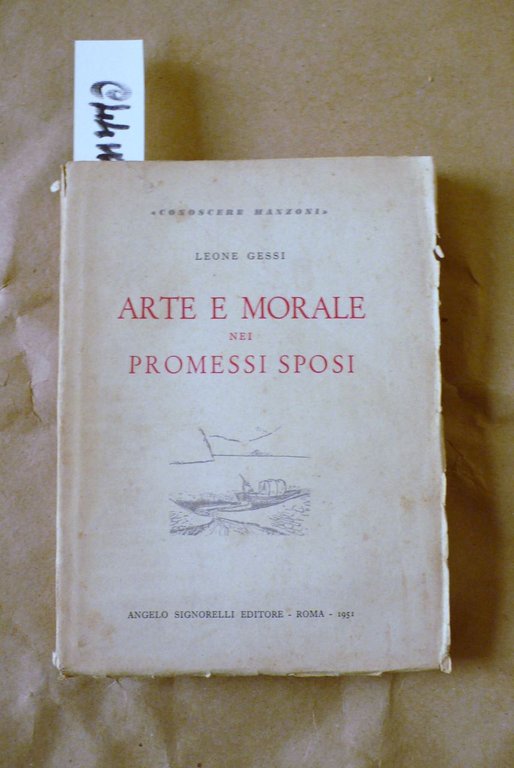 «CONOSCERE MANZONI»
LEONE GESSI
ARTE E MORALE
NEI
PROMESSI SPOSI
ANGELO SIGNORELLI EDITORE - ROMA - 1951